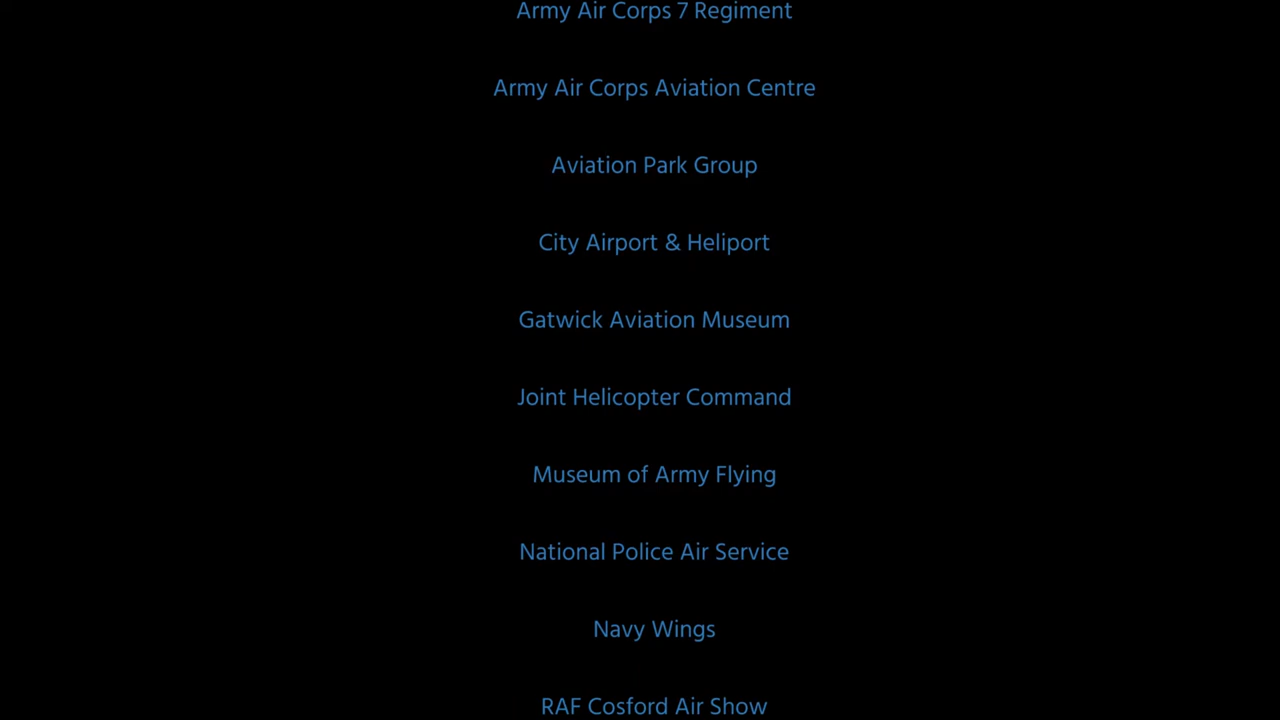 Army Air Corps 7 Regiment
Army Air Corps Aviation Centre
Aviation Park Group
City Airport & Heliport
Gatwick Aviation Museum
Joint Helicopter Command
Museum of Army Flying
National Police Air Service
Navy Wings
RAF Cosford Air Show